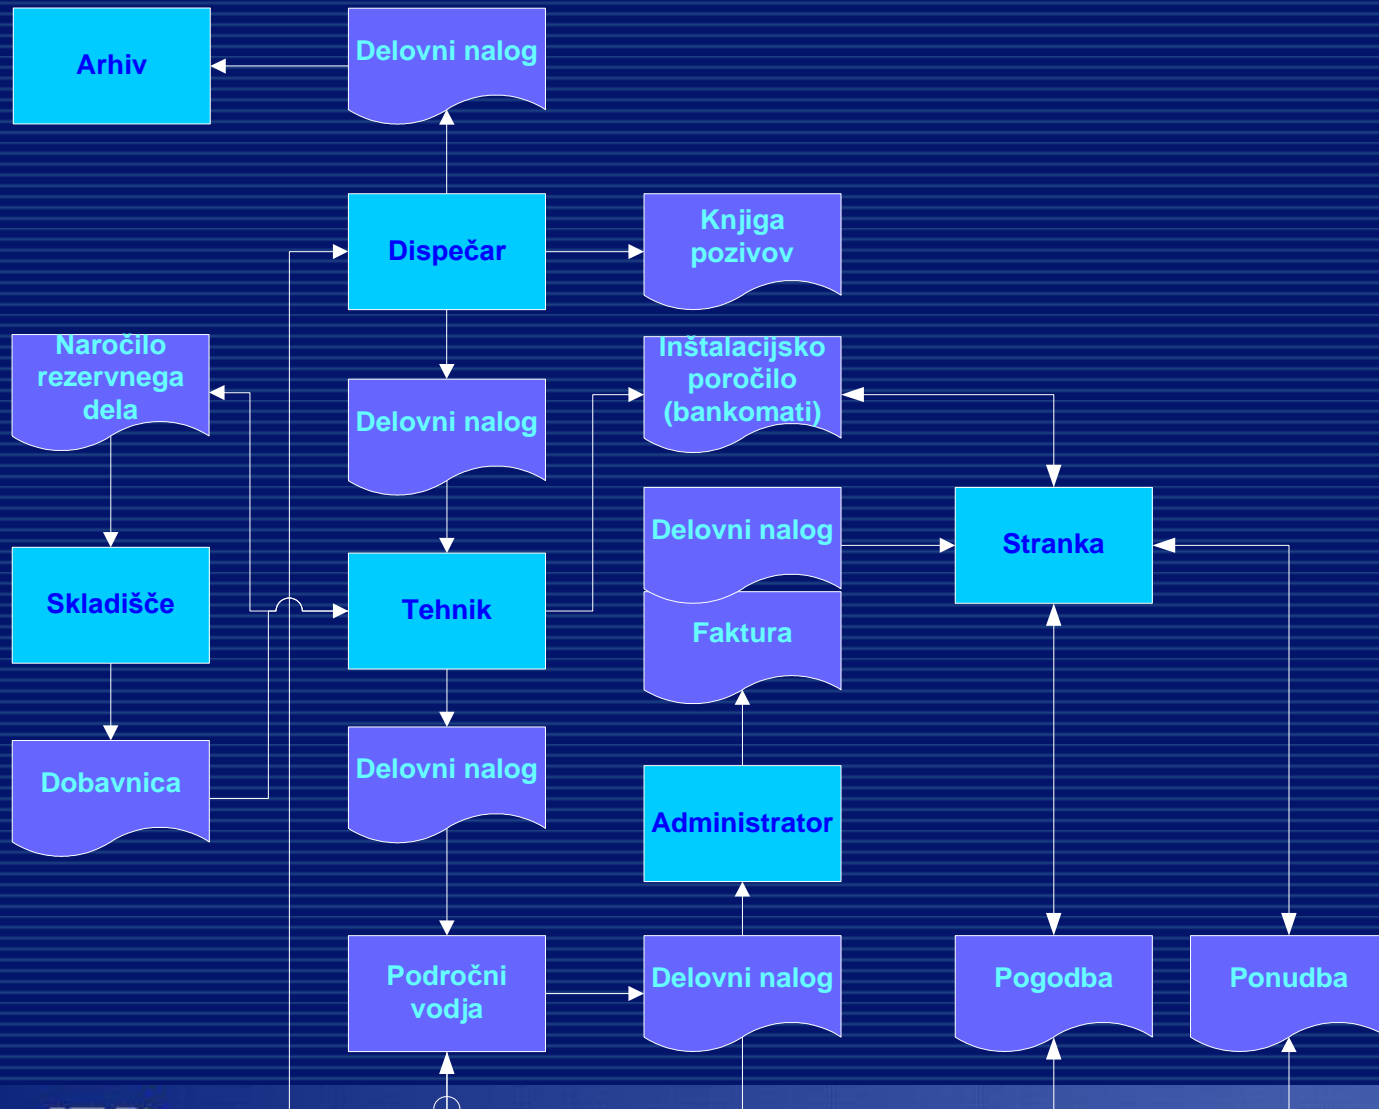 Arhiv
Delovni nalog
Dispečar
Knjiga
pozivov
Naročilo
rezervnega
dela
Delovni nalog
Inštalacijsko
poročilo
(bankomati)
Delovni nalog
Stranka
Skladišče
Tehnik
Faktura
Dobavnica
Delovni nalog
Administrator
Področni
vodja
Delovni nalog
Pogodba
Ponudba